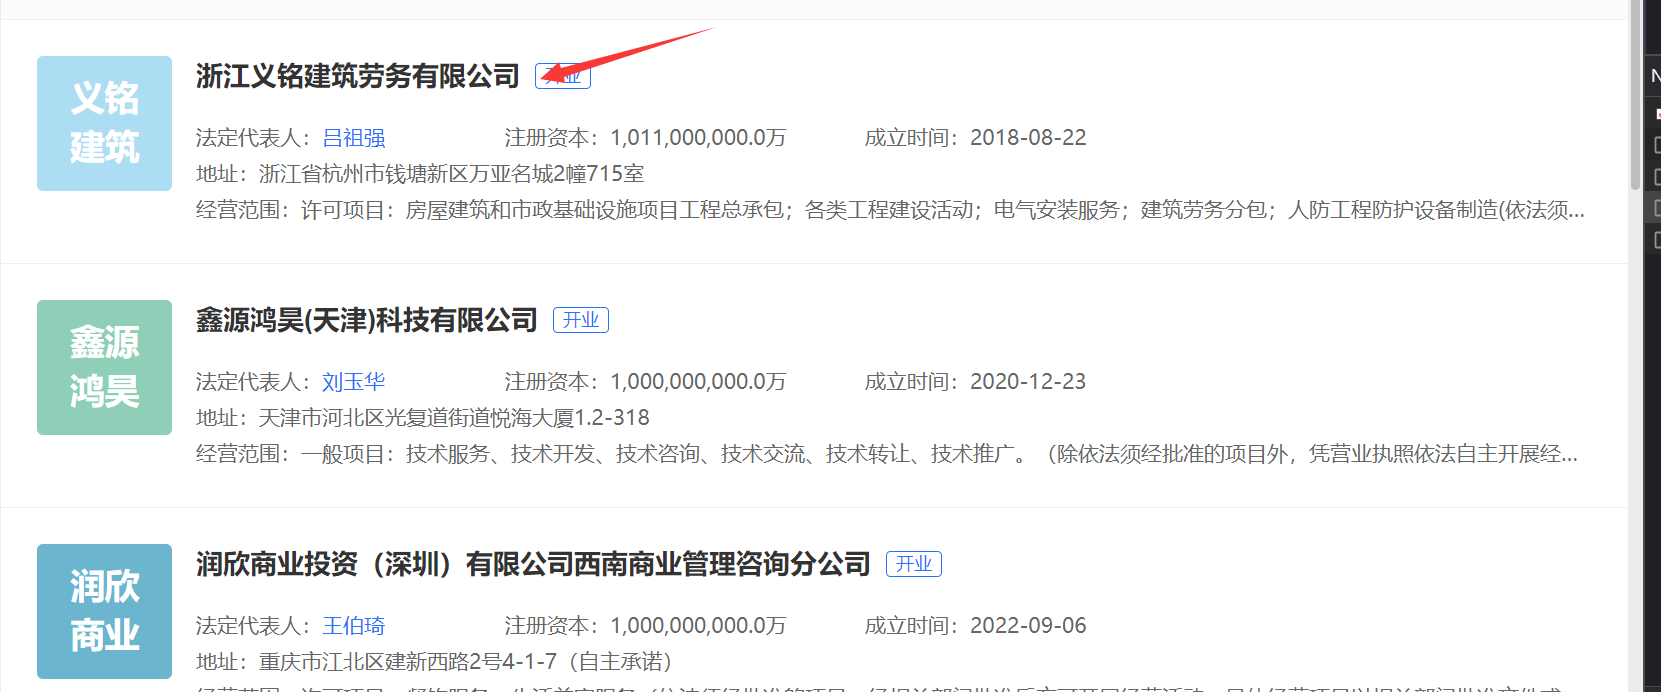 义铭
建筑
浙江义铭建筑劳务有限公司 开业
法定代表人：吕祖强 注册资本：1,011,000,000.0万 成立时间：2018-08-22
地址：浙江省杭州市钱塘新区万亚名城2幢715室
经营范围：许可项目：房屋建筑和市政基础设施项目工程总承包；各类工程建设活动；电气安装服务；建筑劳务分包；人防工程防护设备制造(依法须...
鑫源
鸿昊
鑫源鸿昊(天津)科技有限公司 开业
法定代表人：刘玉华 注册资本：1,000,000,000.0万 成立时间：2020-12-23
地址：天津市河北区光复道街道悦海大厦1.2-318
经营范围：一般项目：技术服务、技术开发、技术咨询、技术交流、技术转让、技术推广。（除依法须经批准的项目外，凭营业执照依法自主开展经...
润欣
商业
润欣商业投资（深圳）有限公司西南商业管理咨询分公司 开业
法定代表人：王伯琦 注册资本：1,000,000,000.0万 成立时间：2022-09-06
地址：重庆市江北区建新西路2号4-1-7（自主承诺）
N